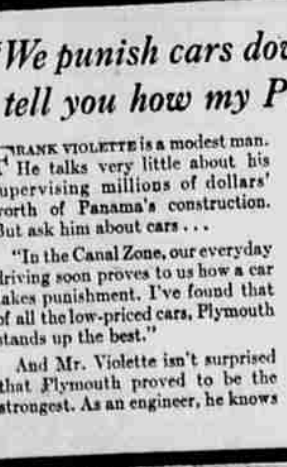 "We punish cars dow
tell you how my P
FRANK VIOLETTE is a modest man.
He talks very little about his
upervising millions of dollars'
orth of Panama's construction.
But ask him about cars . . .
"In the Canal Zone, our everyday
driving soon proves to us how a car
akes punishment. I've found that
of all the low-priced cars, Plymouth
stands up the best."
And Mr. Violette isn't surprised
that Plymouth proved to be the
strongest. As an engineer, he knows